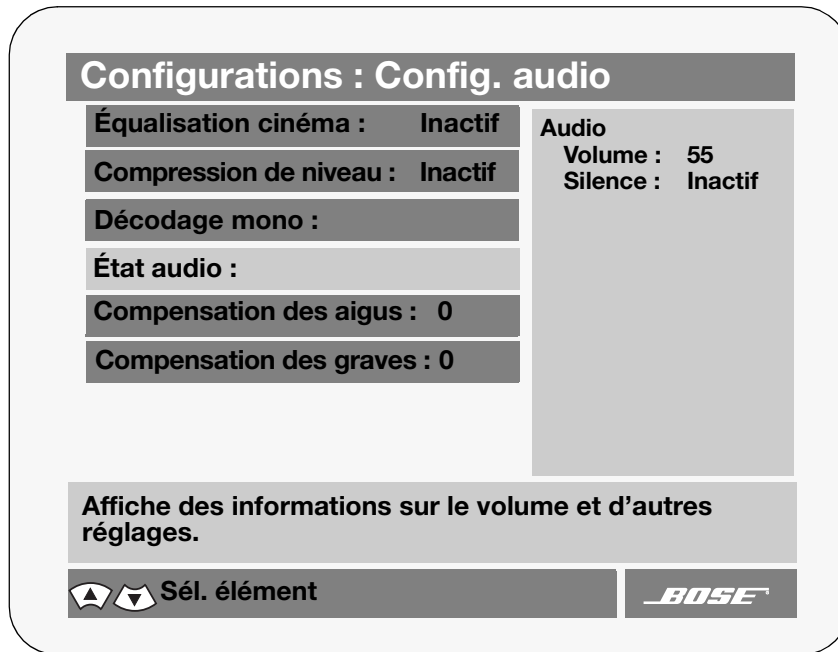 Configurations : Config. audio
Équalisation cinéma : Inactif
Compression de niveau : Inactif
Décodage mono :
État audio :
Compensation des aigus : 0
Compensation des graves : 0
Audio
Volume : 55
Silence : Inactif
Affiche des informations sur le volume et d'autres
réglages.
Sél. élément
BOSE